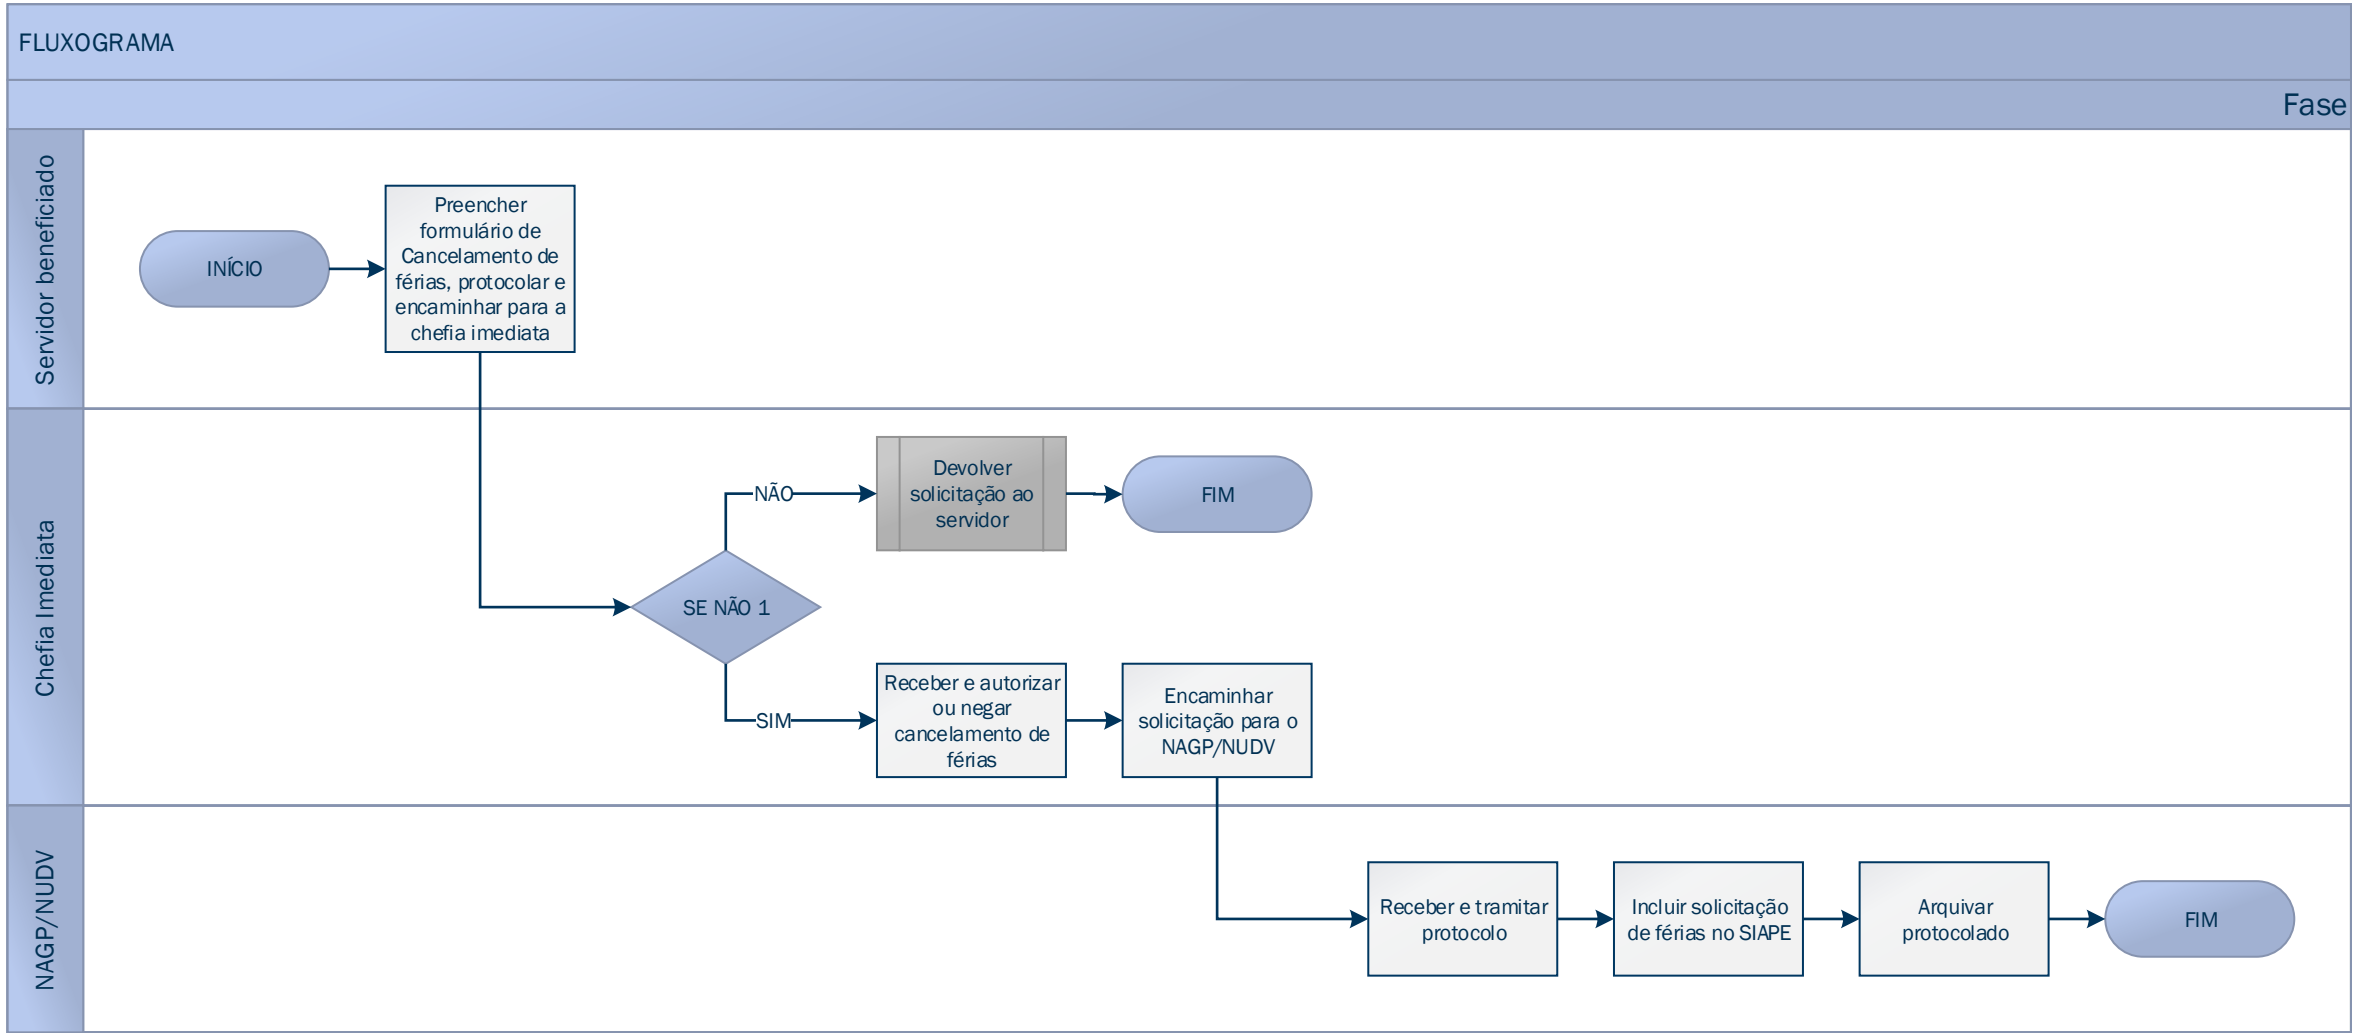 FLUXOGRAMA
Fase
Servidor beneficiado
INÍCIO
Preencher
formulário de
Cancelamento de
férias, protocolar e
encaminhar para a
chefia imediata
Chefia Imediata
SE NÃO 1
NÃO
Devolver
solicitação ao
servidor
FIM
SIM
Receber e autorizar
ou negar
cancelamento de
férias
Encaminhar
solicitação para o
NAGP/NUDV
NAGP/NUDV
Receber e tramitar
protocolo
Incluir solicitação
de férias no SIAPE
Arquivar
protocolado
FIM